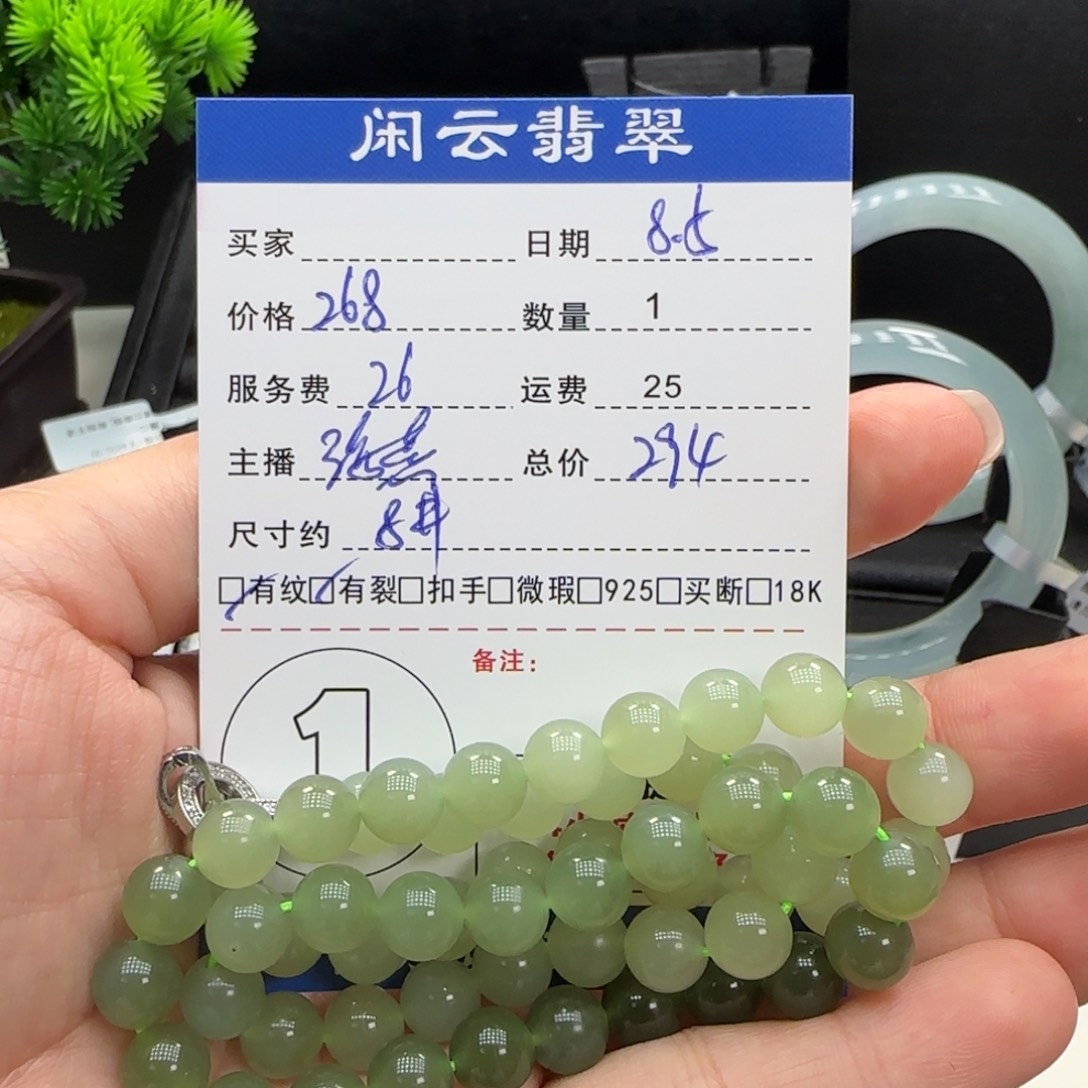 闲云翡翠
买家 日期 8.5
价格 268 数量 1
服务费 26 运费 25
主播 总价 294
尺寸约 8
□有纹□有裂□扣手□微瑕□925□买断□18K
备注:
1